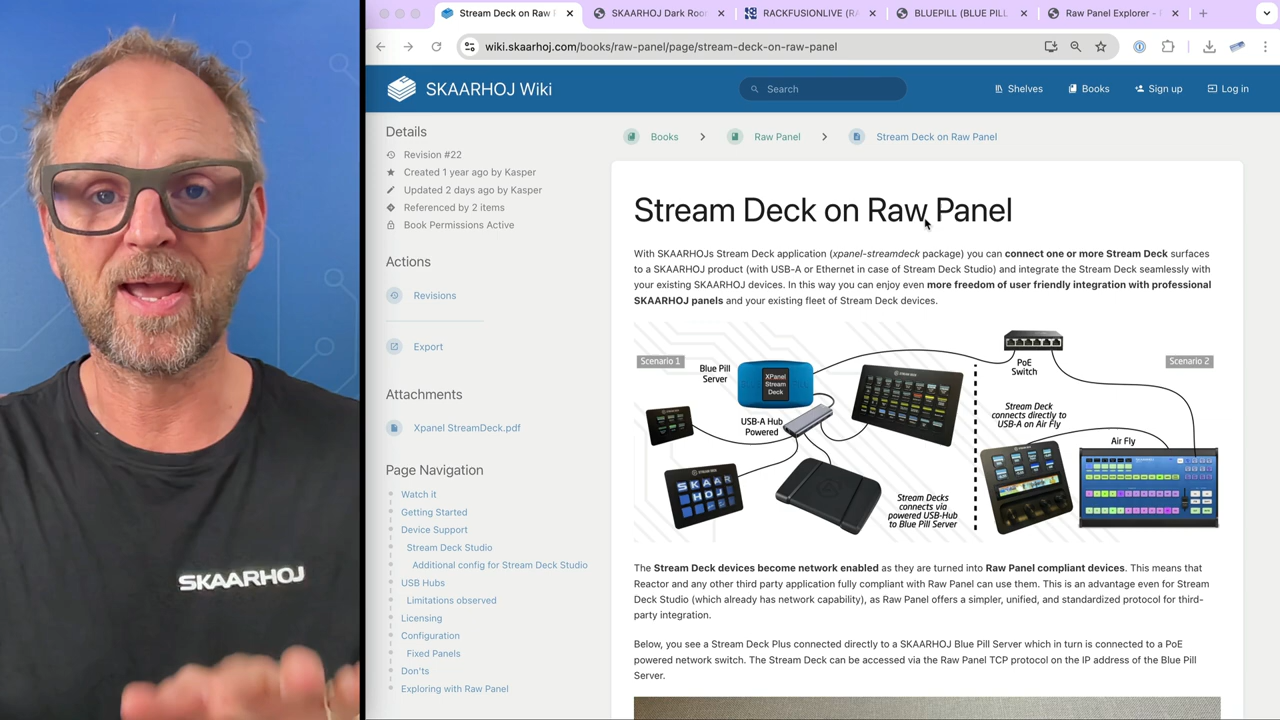 Stream Deck on Raw P
SKAARHOJ Dark Roo
RACKFUSIONLIVE (RA
BLUEPILL (BLUE PILL
Raw Panel Explorer -
wiki.skaarhoj.com/books/raw-panel/page/stream-deck-on-raw-panel
SKAARHOJ Wiki
Search
Shelves
Books
Sign up
Log in
Details
Revision #22
Created 1 year ago by Kasper
Updated 2 days ago by Kasper
Referenced by 2 items
Book Permissions Active
Actions
Revisions
Export
Attachments
Xpanel StreamDeck.pdf
Page Navigation
Watch it
Getting Started
Device Support
Stream Deck Studio
Additional config for Stream Deck Studio
USB Hubs
Limitations observed
Licensing
Configuration
Fixed Panels
Don'ts
Exploring with Raw Panel
Books
Raw Panel
Stream Deck on Raw Panel
Stream Deck on Raw Panel
With SKAARHOJs Stream Deck application (xpanel-streamdeck package) you can connect one or more Stream Deck surfaces
to a SKAARHOJ product (with USB-A or Ethernet in case of Stream Deck Studio) and integrate the Stream Deck seamlessly with
your existing SKAARHOJ devices. In this way you can enjoy even more freedom of user friendly integration with professional
SKAARHOJ panels and your existing fleet of Stream Deck devices.
Scenario 1
Blue Pill
Server
XPanel
Stream
Deck
USB-A Hub
Powered
SKAAR
HOJ
Stream Decks
connects via
powered USB-Hub
to Blue Pill Server
PoE
Switch
Scenario 2
Stream Deck
connects directly to
USB-A on Air Fly
Air Fly
The Stream Deck devices become network enabled as they are turned into Raw Panel compliant devices. This means that
Reactor and any other third party application fully compliant with Raw Panel can use them. This is an advantage even for Stream
Deck Studio (which already has network capability), as Raw Panel offers a simpler, unified, and standardized protocol for third-
party integration.
Below, you see a Stream Deck Plus connected directly to a SKAARHOJ Blue Pill Server which in turn is connected to a PoE
powered network switch. The Stream Deck can be accessed via the Raw Panel TCP protocol on the IP address of the Blue Pill
Server.
SKAARHOJ